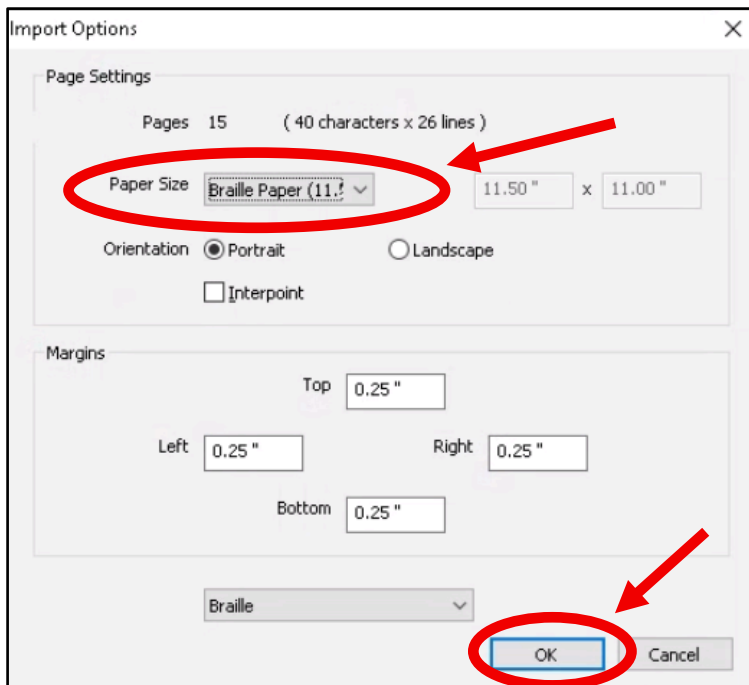 Import Options
Page Settings
Pages 15 ( 40 characters x 26 lines )
Paper Size Braille Paper (11.5 11.50 " x 11.00 "
Orientation Portrait Landscape
Interpoint
Margins
Top 0.25 "
Left 0.25 " Right 0.25 "
Bottom 0.25 "
Braille
OK Cancel